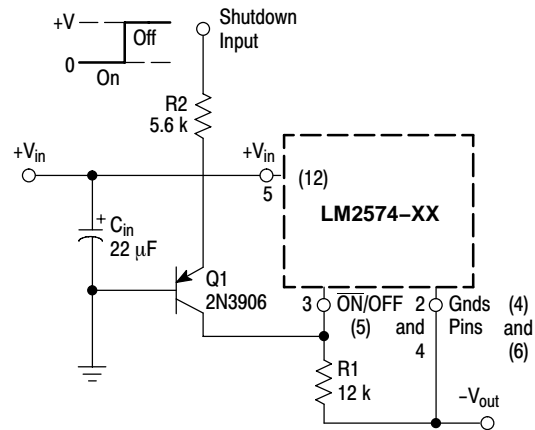 +V
Off
0
On
Shutdown
Input
R2
5.6 k
+Vin
+Vin
5
(12)
LM2574–XX
+
Cin
22 µF
Q1
2N3906
3
ON/OFF
(5)
2
and
4
Gnds
Pins
(4)
and
(6)
R1
12 k
–Vout